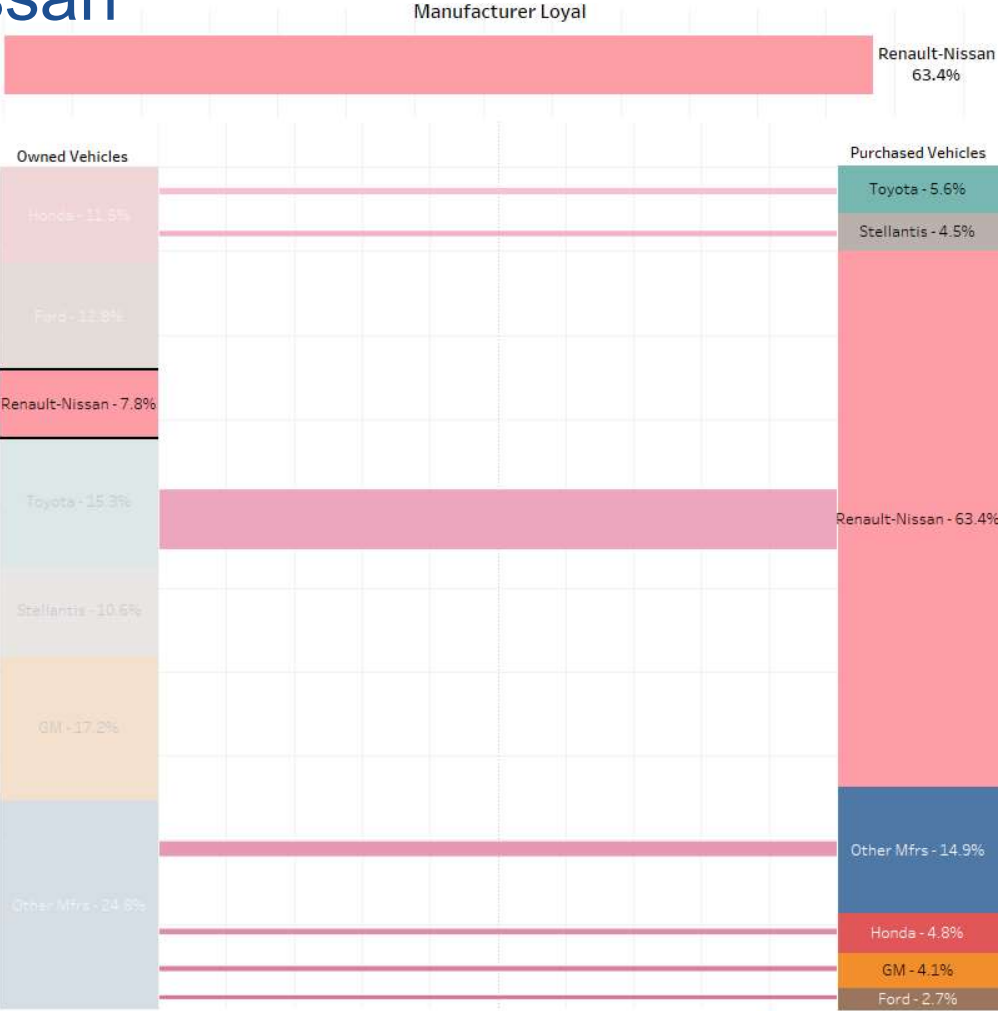 ssan
Manufacturer Loyal
Renault-Nissan
63.4%
Owned Vehicles
Purchased Vehicles
Honda - 11.5%
Ford - 12.8%
Renault-Nissan - 7.8%
Toyota - 15.3%
Stellantis - 10.6%
GM - 17.2%
Other Mfrs - 24.8%
Toyota - 5.6%
Stellantis - 4.5%
Renault-Nissan - 63.4%
Other Mfrs - 14.9%
Honda - 4.8%
GM - 4.1%
Ford - 2.7%